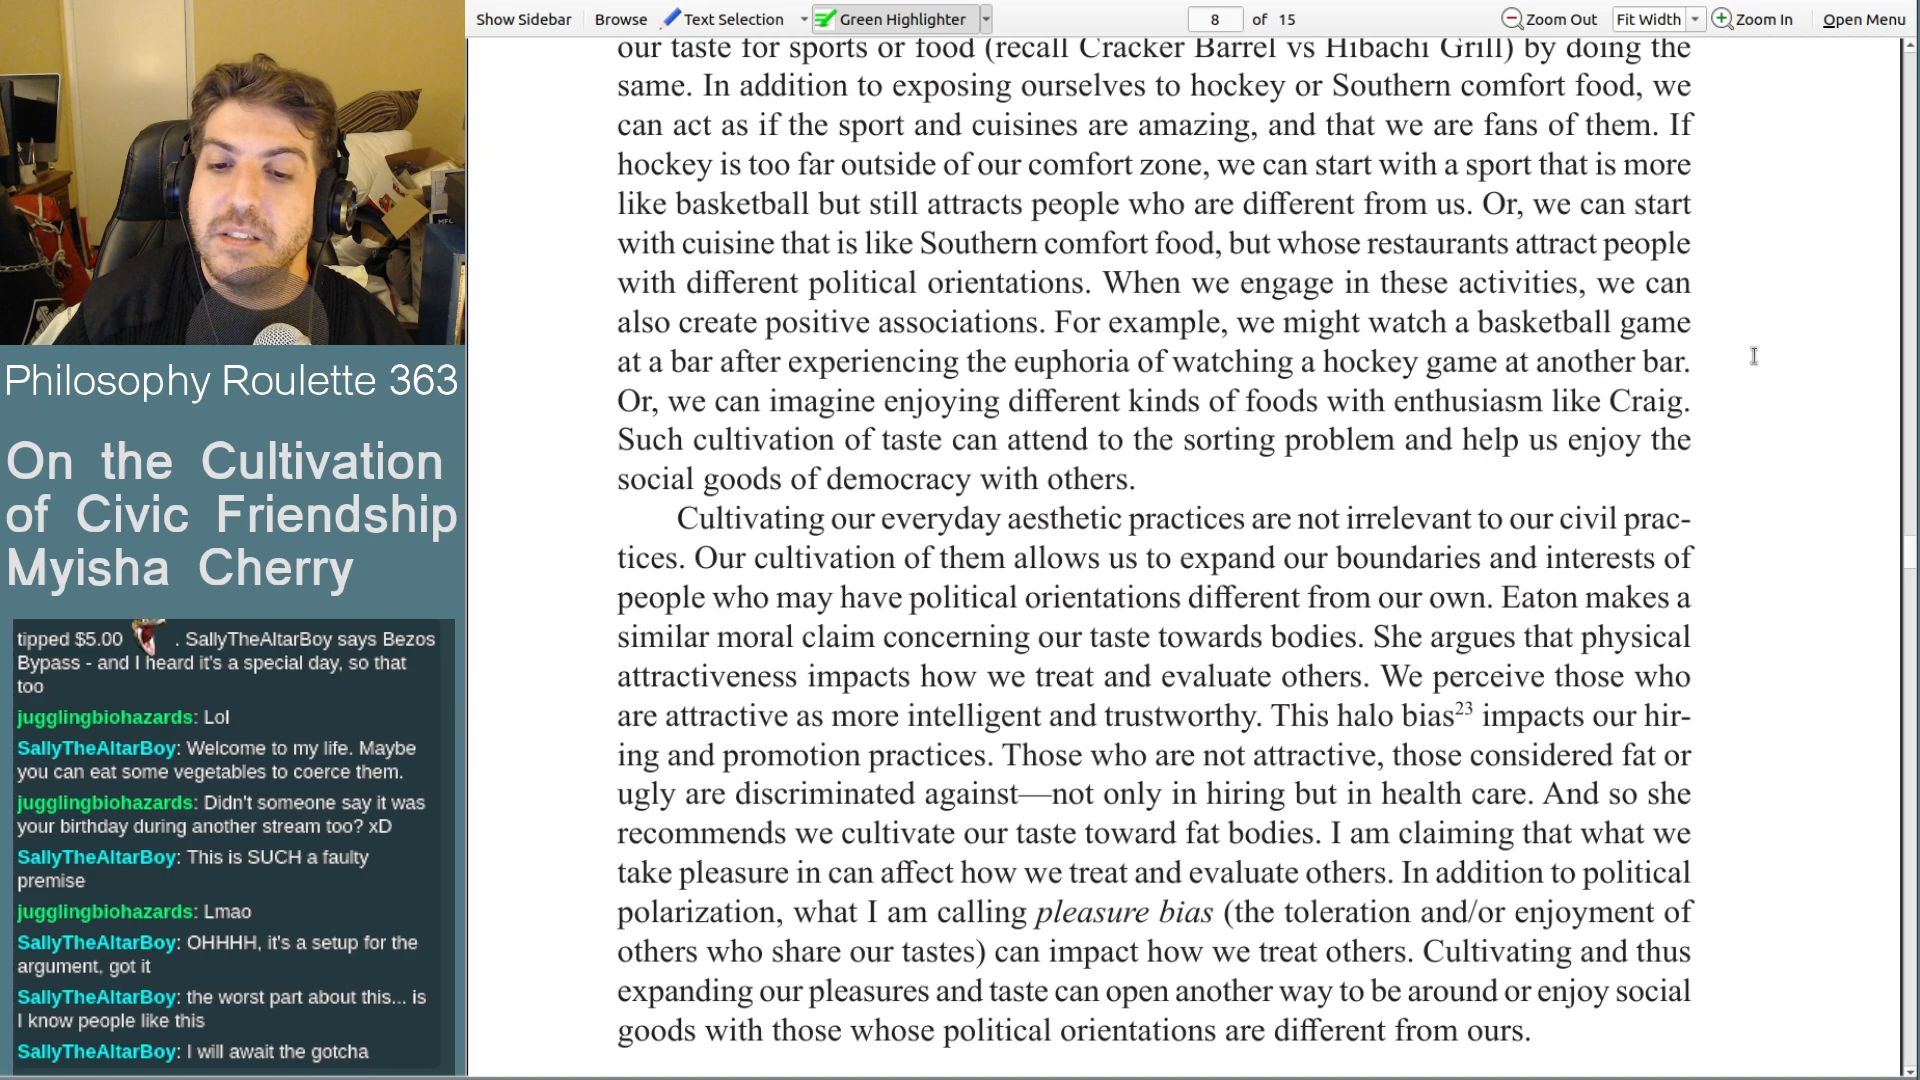 Show Sidebar Browse Text Selection Green Highlighter 8 of 15 Zoom Out Fit Width Zoom In Open Menu
our taste for sports or food (recall Cracker Barrel vs Hibachi Grill) by doing the
same. In addition to exposing ourselves to hockey or Southern comfort food, we
can act as if the sport and cuisines are amazing, and that we are fans of them. If
hockey is too far outside of our comfort zone, we can start with a sport that is more
like basketball but still attracts people who are different from us. Or, we can start
with cuisine that is like Southern comfort food, but whose restaurants attract people
with different political orientations. When we engage in these activities, we can
also create positive associations. For example, we might watch a basketball game
at a bar after experiencing the euphoria of watching a hockey game at another bar.
Or, we can imagine enjoying different kinds of foods with enthusiasm like Craig.
Such cultivation of taste can attend to the sorting problem and help us enjoy the
social goods of democracy with others.
Cultivating our everyday aesthetic practices are not irrelevant to our civil prac-
tices. Our cultivation of them allows us to expand our boundaries and interests of
people who may have political orientations different from our own. Eaton makes a
similar moral claim concerning our taste towards bodies. She argues that physical
attractiveness impacts how we treat and evaluate others. We perceive those who
are attractive as more intelligent and trustworthy. This halo bias23 impacts our hir-
ing and promotion practices. Those who are not attractive, those considered fat or
ugly are discriminated against—not only in hiring but in health care. And so she
recommends we cultivate our taste toward fat bodies. I am claiming that what we
take pleasure in can affect how we treat and evaluate others. In addition to political
polarization, what I am calling pleasure bias (the toleration and/or enjoyment of
others who share our tastes) can impact how we treat others. Cultivating and thus
expanding our pleasures and taste can open another way to be around or enjoy social
goods with those whose political orientations are different from ours.
Philosophy Roulette 363
On the Cultivation
of Civic Friendship
Myisha Cherry
tipped $5.00 . SallyTheAltarBoy says Bezos
Bypass - and I heard it's a special day, so that
too
jugglingbiohazards: Lol
SallyTheAltarBoy: Welcome to my life. Maybe
you can eat some vegetables to coerce them.
jugglingbiohazards: Didn't someone say it was
your birthday during another stream too? xD
SallyTheAltarBoy: This is SUCH a faulty
premise
jugglingbiohazards: Lmao
SallyTheAltarBoy: OHHHH, it's a setup for the
argument, got it
SallyTheAltarBoy: the worst part about this... is
I know people like this
SallyTheAltarBoy: I will await the gotcha